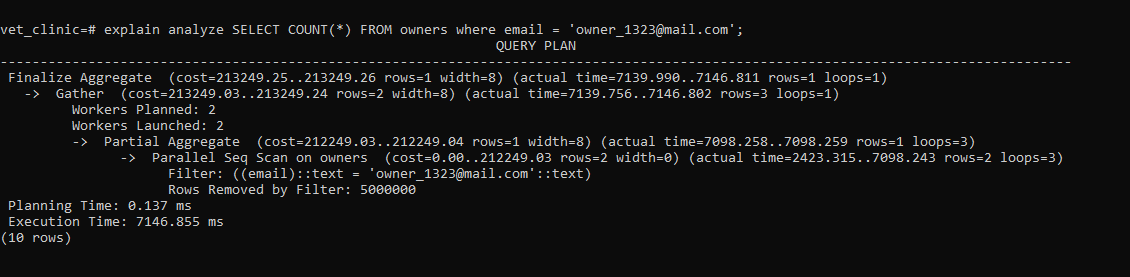 vet_clinic=# explain analyze SELECT COUNT(*) FROM owners where email = 'owner_1323@mail.com';
QUERY PLAN
---------------------------------------------------------------------------------------------------------------------------------------
Finalize Aggregate  (cost=213249.25..213249.26 rows=1 width=8) (actual time=7139.990..7146.811 rows=1 loops=1)
  ->  Gather  (cost=213249.03..213249.24 rows=2 width=8) (actual time=7139.756..7146.802 rows=3 loops=1)
        Workers Planned: 2
        Workers Launched: 2
        ->  Partial Aggregate  (cost=212249.03..212249.04 rows=1 width=8) (actual time=7098.258..7098.259 rows=1 loops=3)
              ->  Parallel Seq Scan on owners  (cost=0.00..212249.03 rows=2 width=0) (actual time=2423.315..7098.243 rows=2 loops=3)
                    Filter: ((email)::text = 'owner_1323@mail.com'::text)
                    Rows Removed by Filter: 5000000
Planning Time: 0.137 ms
Execution Time: 7146.855 ms
(10 rows)